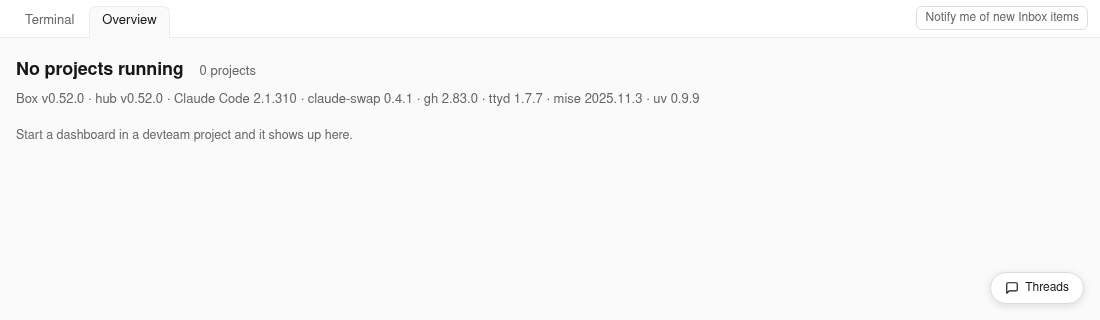 Terminal
Overview
Notify me of new Inbox items
No projects running
0 projects
Box v0.52.0 · hub v0.52.0 · Claude Code 2.1.310 · claude-swap 0.4.1 · gh 2.83.0 · ttyd 1.7.7 · mise 2025.11.3 · uv 0.9.9
Start a dashboard in a devteam project and it shows up here.
Threads